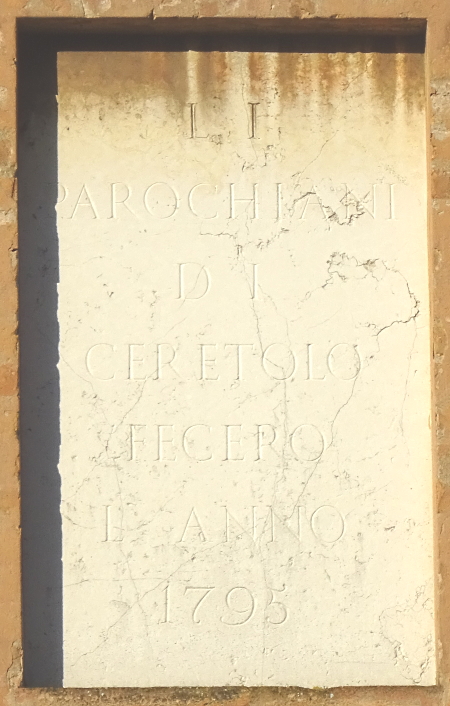 LI
PAROCHIANI
DI
CERETOLO
FECERO
L' ANNO
1795